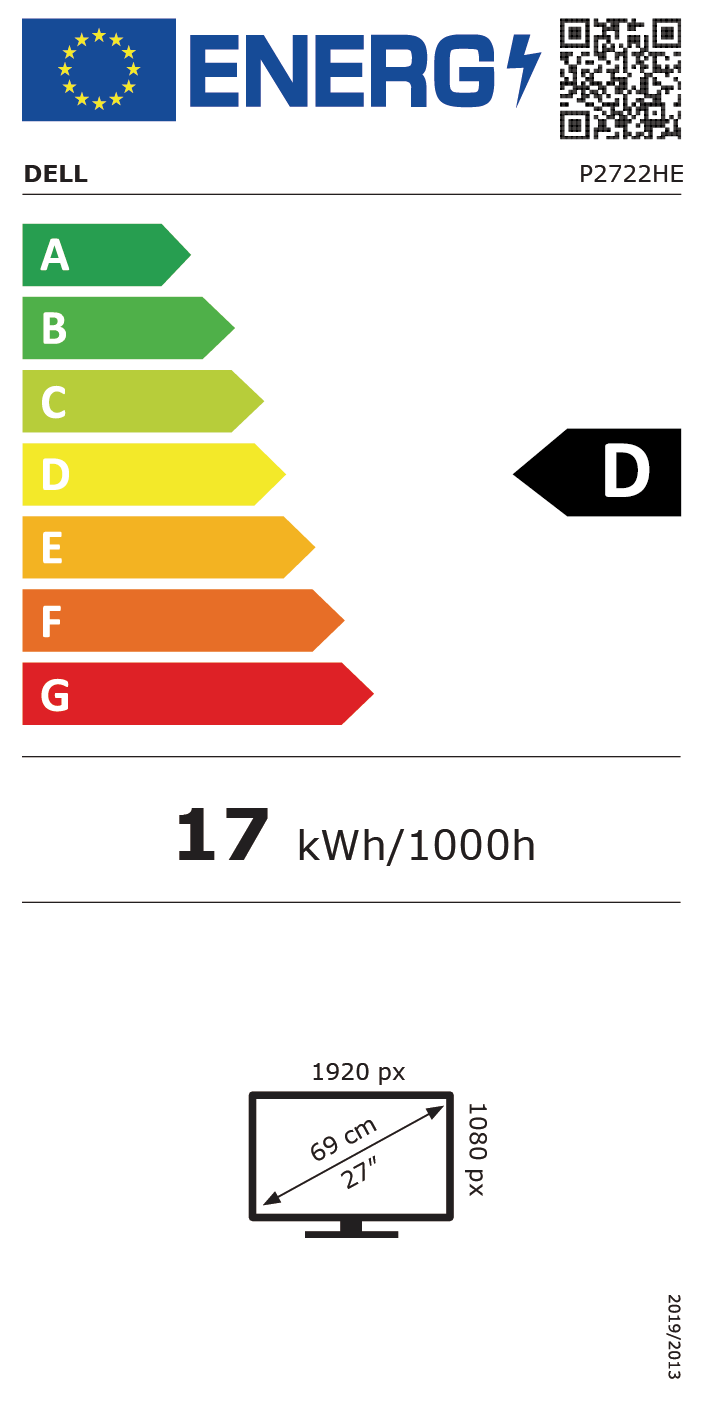 ENERG
DELL
P2722HE
A
B
C
D
D
E
F
G
17 kWh/1000h
1920 px
1080 px
69 cm
27"
2019/2013